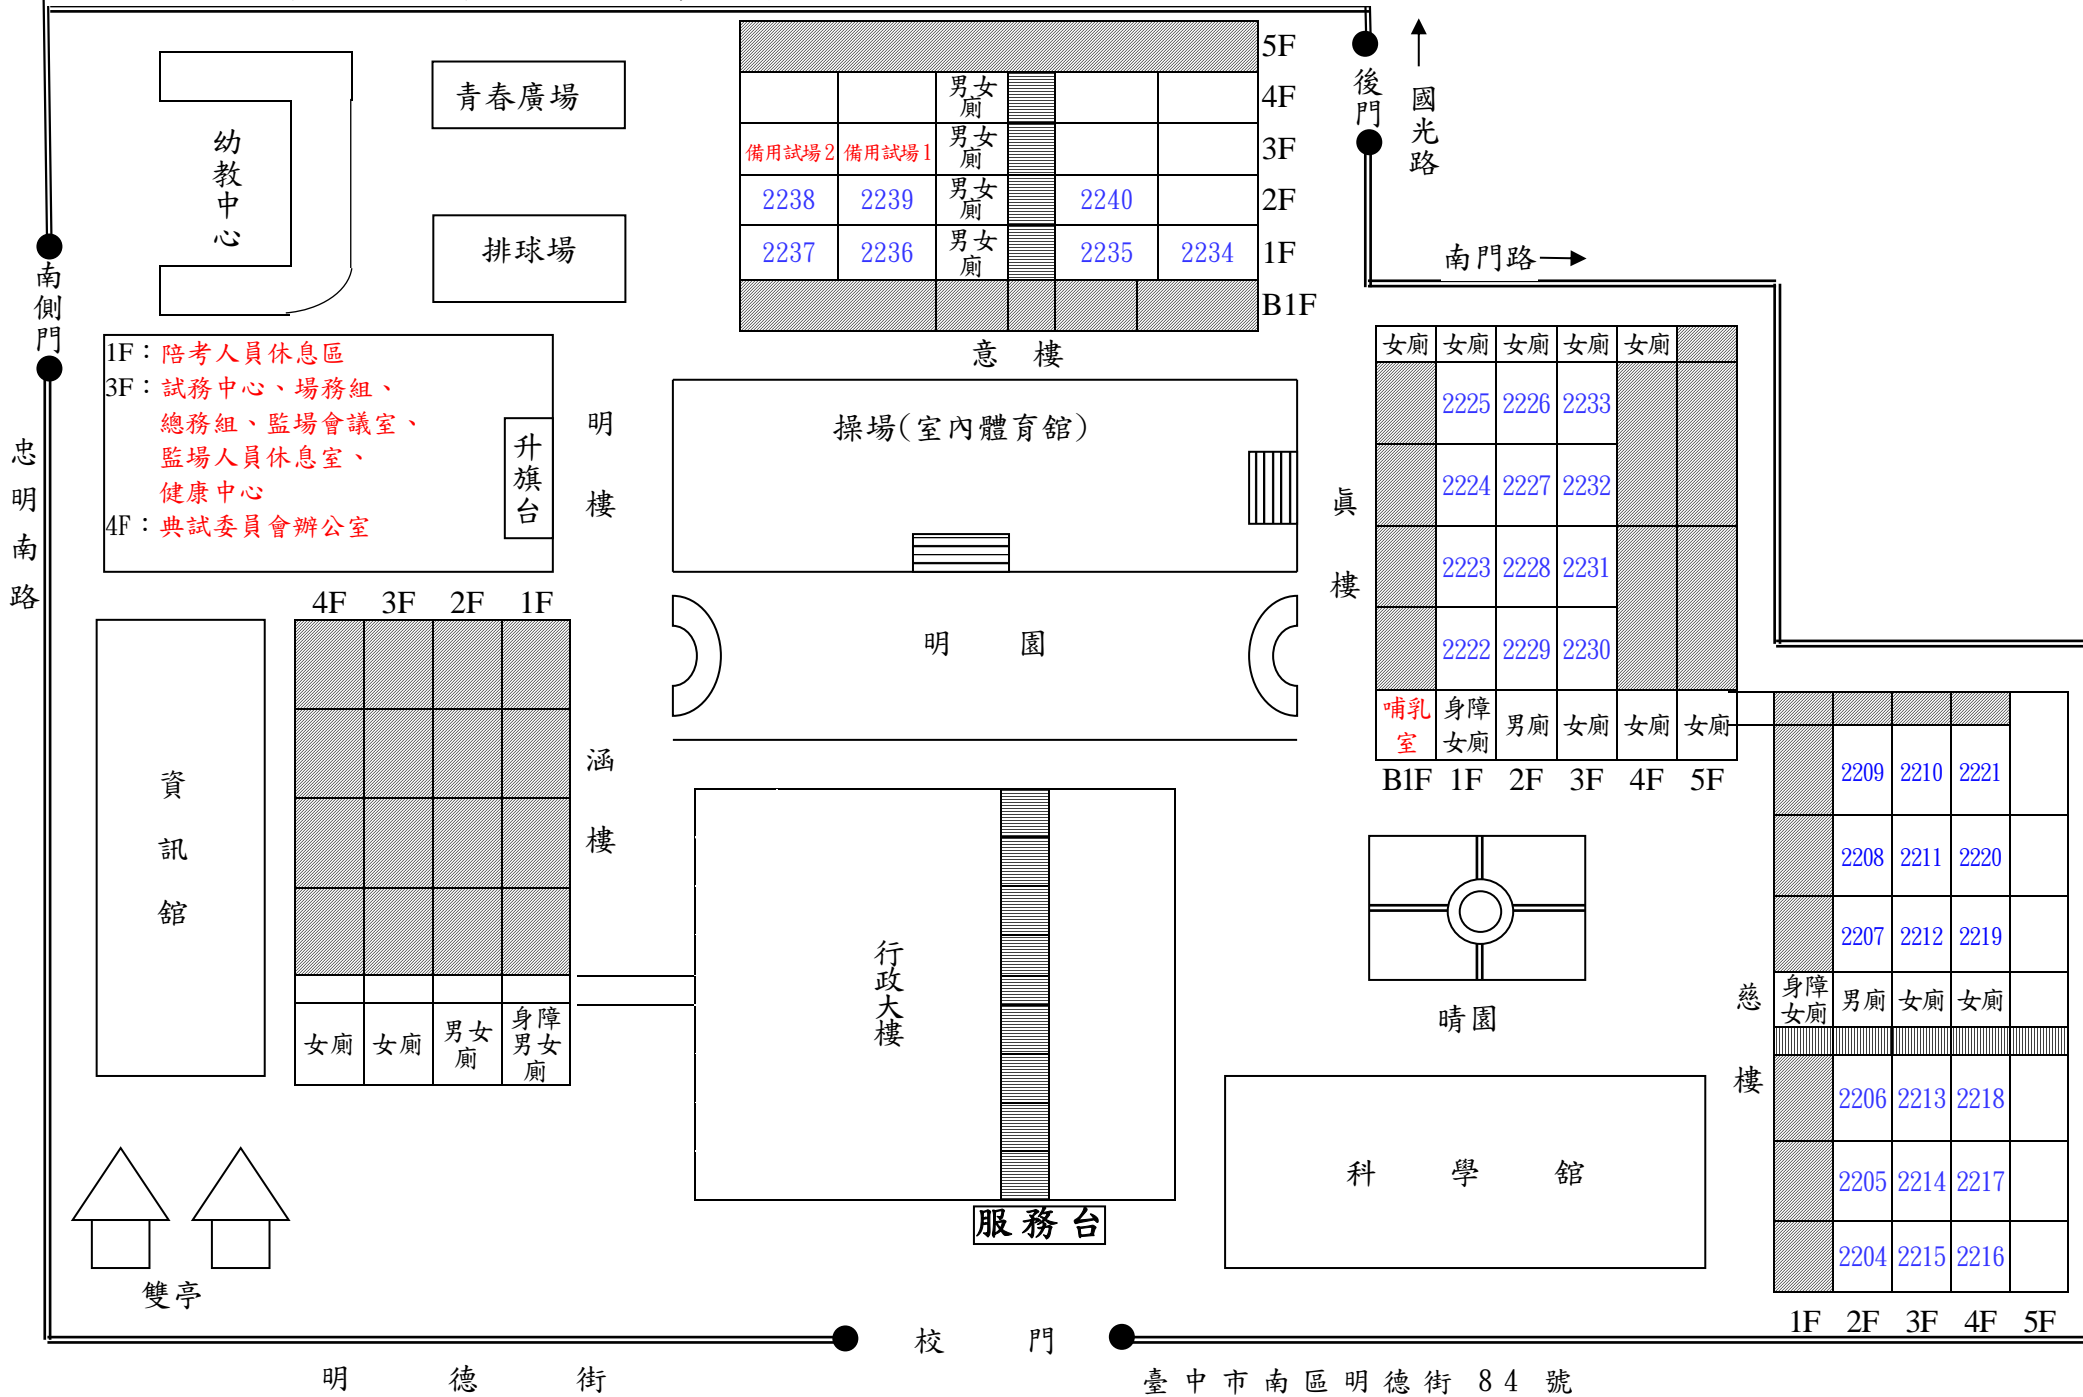 5F
男女廁
4F
備用試場2 備用試場1 男女廁
3F
2238 2239 男女廁 2240
2F
2237 2236 男女廁 2235 2234
1F
B1F
意 樓
青春廣場
排球場
幼教中心
後門
國光路
南門路
南側門
忠明南路
1F：陪考人員休息區
3F：試務中心、場務組、
總務組、監場會議室、
監場人員休息室、
健康中心
4F：典試委員會辦公室
升旗台
明樓
操場(室內體育館)
明 園
真樓
女廁 女廁 女廁 女廁 女廁
2225 2226 2233
2224 2227 2232
2223 2228 2231
2222 2229 2230
哺乳室 身障女廁 男廁 女廁 女廁 女廁
B1F 1F 2F 3F 4F 5F
4F 3F 2F 1F
涵樓
女廁 女廁 男女廁 身障男女廁
資訊館
行政大樓
服務台
晴園
科 學 館
慈樓
2209 2210 2221
2208 2211 2220
2207 2212 2219
身障女廁 男廁 女廁 女廁
2206 2213 2218
2205 2214 2217
2204 2215 2216
1F 2F 3F 4F 5F
雙亭
校 門
明 德 街
臺中市南區明德街 84 號